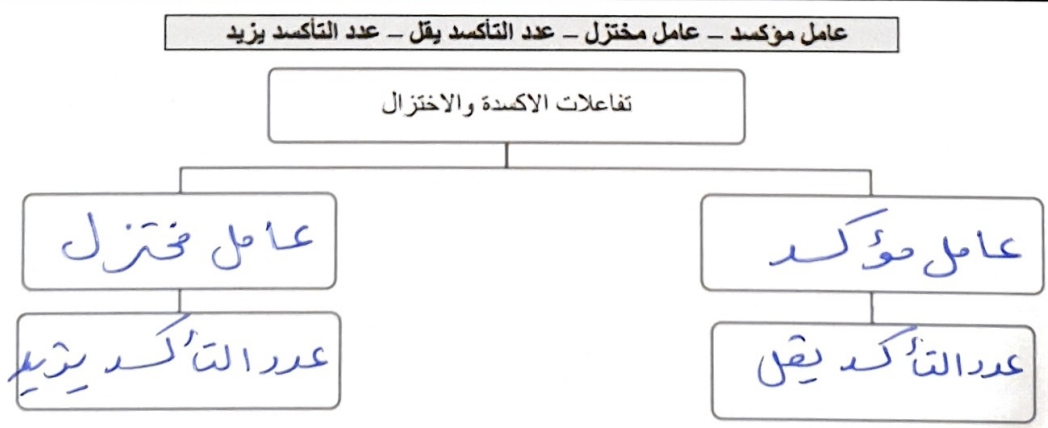 عامل مؤكسد – عامل مختزل – عدد التأكسد يقل – عدد التأكسد يزيد
تفاعلات الاكسدة والاختزال
عامل مؤكسد
عامل مختزل
عدد التأكسد يقل
عدد التأكسد يزيد